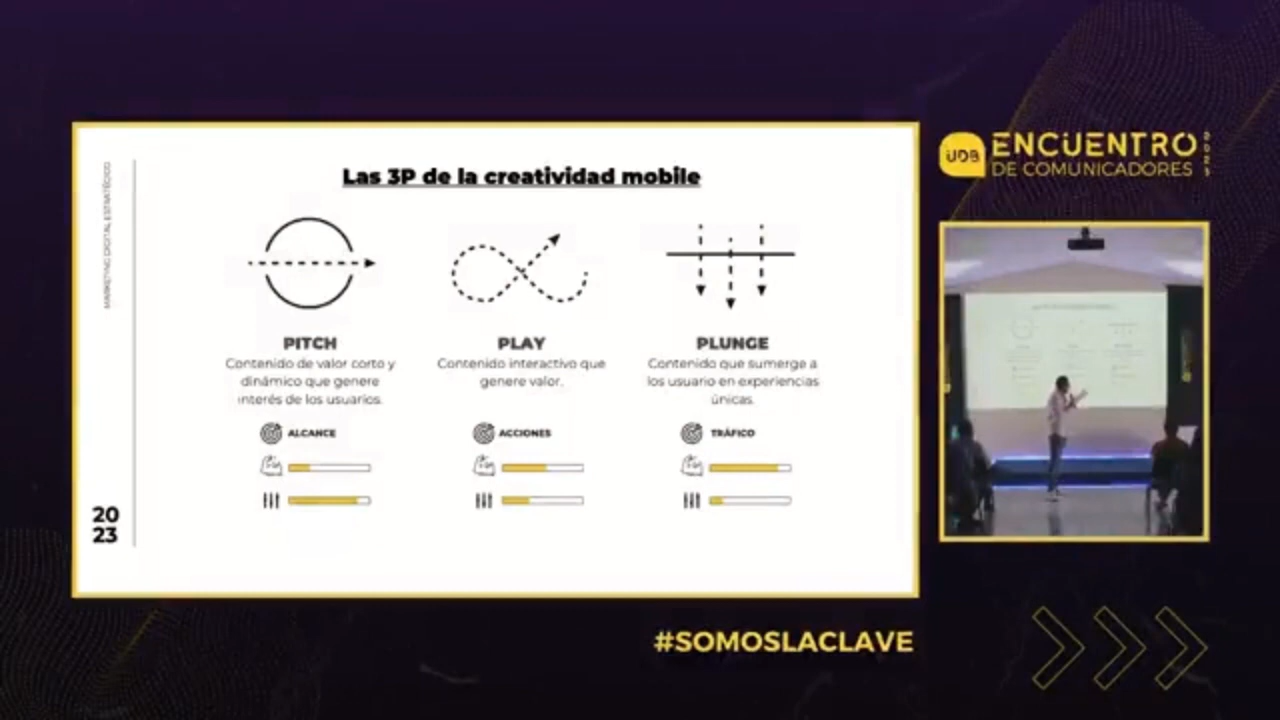 MARKETING DIGITAL ESTRATÉGICO
20
23
Las 3P de la creatividad mobile
PITCH
Contenido de valor corto y
dinámico que genere
interés de los usuarios.
ALCANCE
PLAY
Contenido interactivo que
genere valor.
ACCIONES
PLUNGE
Contenido que sumerge a
los usuario en experiencias
únicas.
TRÁFICO
UDB
ENCUENTRO
DE COMUNICADORES
#SOMOSLACLAVE